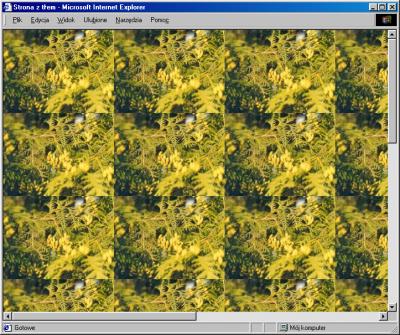 Strona z tłem - Microsoft Internet Explorer
Plik Edycja Widok Ulubione Narzędzia Pomoc
Gotowe Mój komputer